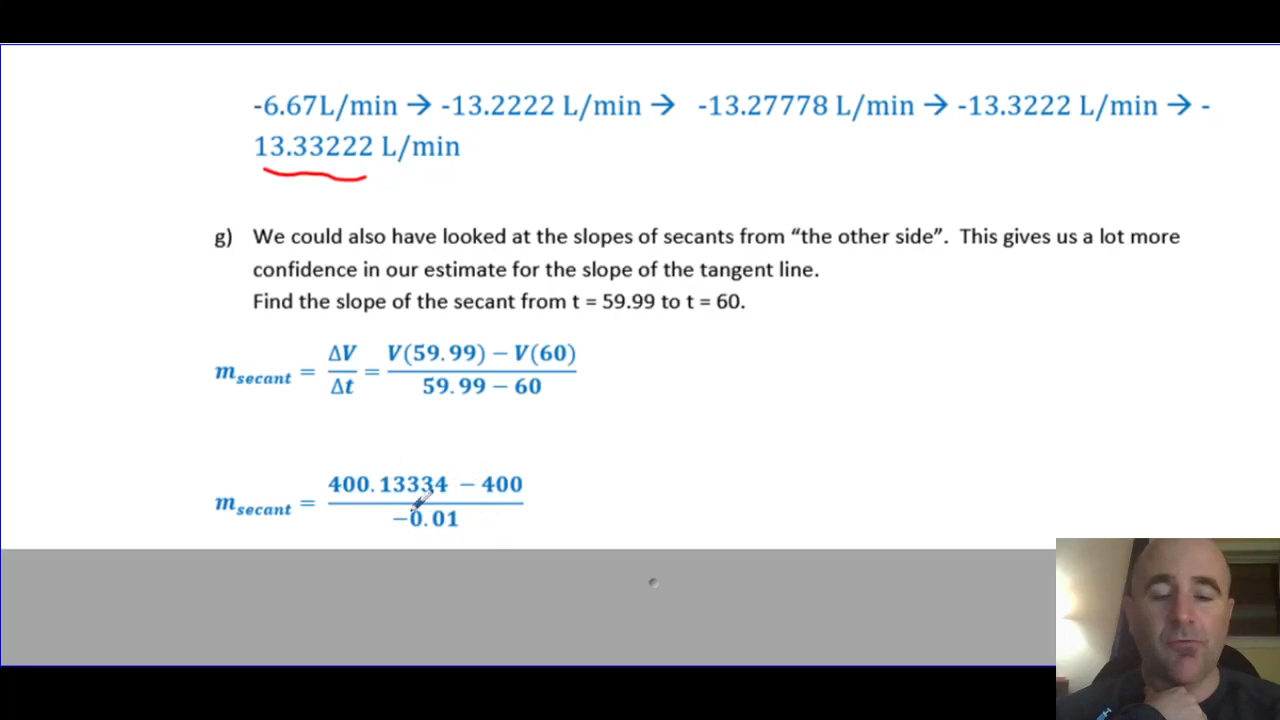 -6.67L/min → -13.2222 L/min → -13.27778 L/min → -13.3222 L/min → -
13.33222 L/min
g) We could also have looked at the slopes of secants from “the other side”. This gives us a lot more
confidence in our estimate for the slope of the tangent line.
Find the slope of the secant from t = 59.99 to t = 60.
m_secant = ΔV/Δt = (V(59.99) − V(60))/(59.99 − 60)
m_secant = (400.13334 − 400)/(−0.01)